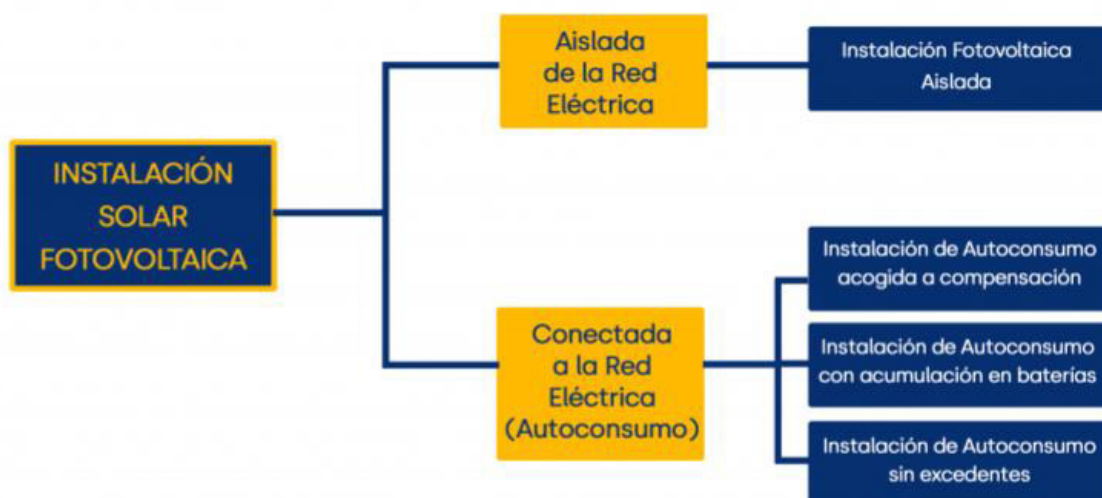 INSTALACIÓN
SOLAR
FOTOVOLTAICA
Aislada
de la Red
Eléctrica
Instalación Fotovoltaica
Aislada
Conectada
a la Red
Eléctrica
(Autoconsumo)
Instalación de Autoconsumo
acogida a compensación
Instalación de Autoconsumo
con acumulación en baterías
Instalación de Autoconsumo
sin excedentes